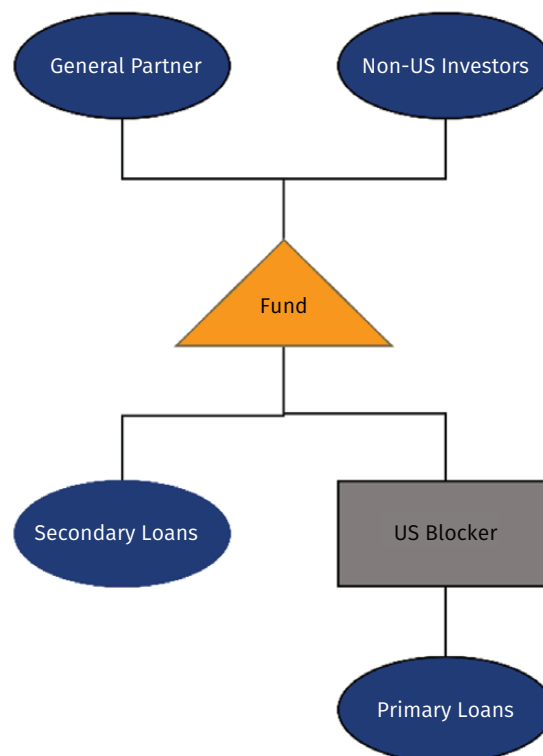 General Partner
Non-US Investors
Fund
Secondary Loans
US Blocker
Primary Loans